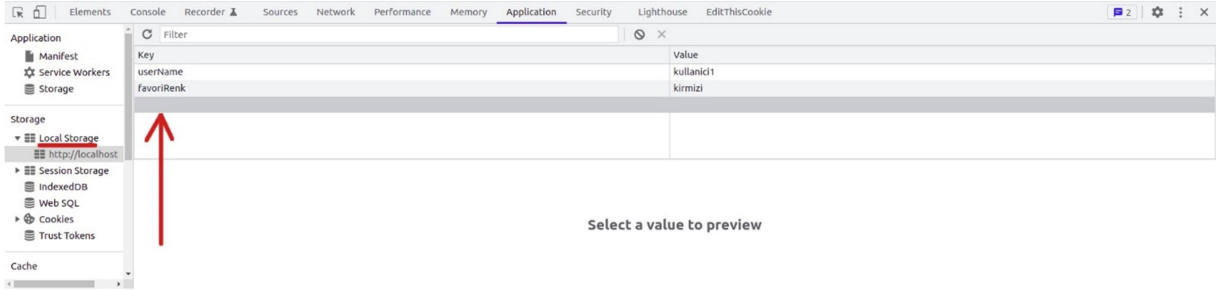 Elements Console Recorder Sources Network Performance Memory Application Security Lighthouse EditThisCookie 2
Application
Manifest
Service Workers
Storage
Storage
Local Storage
http://localhost
Session Storage
IndexedDB
Web SQL
Cookies
Trust Tokens
Cache
Filter
Key Value
userName kullanici1
favoriRenk kirmizi
Select a value to preview